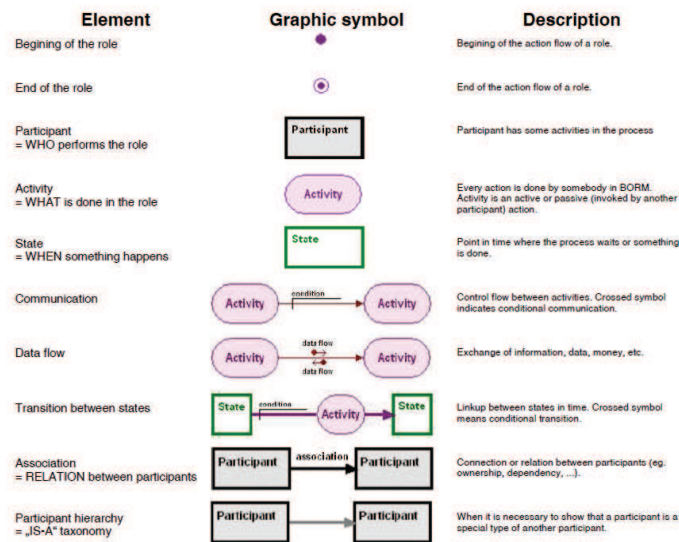 Element Graphic symbol Description
Begining of the role
Begining of the action flow of a role.
End of the role
End of the action flow of a role.
Participant
= WHO performs the role
Participant
Participant has some activities in the process
Activity
= WHAT is done in the role
Activity
Every action is done by somebody in BORM.
Activity is an active or passive (invoked by another
participant) action.
State
= WHEN something happens
State
Point in time where the process waits or something
is done.
Communication
Activity condition Activity
Control flow between activities. Crossed symbol
indicates conditional communication.
Data flow
data flow
Activity Activity
data flow
Exchange of information, data, money, etc.
Transition between states
State condition Activity State
Linkup between states in time. Crossed symbol
means conditional transition.
Association
= RELATION between participants
Participant association Participant
Connection or relation between participants (eg.
ownership, dependency, ...).
Participant hierarchy
= „IS-A“ taxonomy
Participant Participant
When it is necessary to show that a participant is a
special type of another participant.